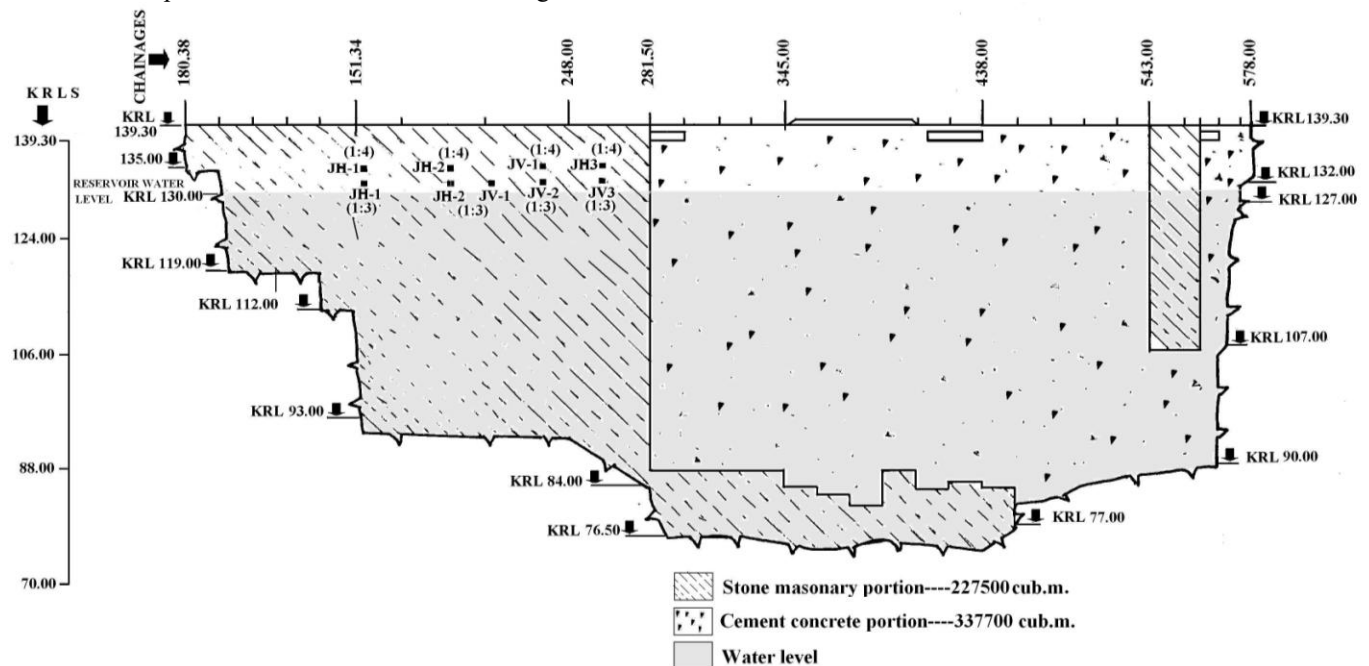 CHAINAGES
180.38
151.34
248.00
281.50
345.00
438.00
543.00
578.00
KRLS
KRL
139.30
KRL 139.30
139.30
135.00
(1:4) (1:4) (1:4) (1:4)
JH-1 JH-2 JV-1 JH3
KRL 132.00
RESERVOIR WATER
LEVEL KRL 130.00
JH-1 JH-2 JV-1 JV-2 JV3
(1:3) (1:3) (1:3) (1:3)
KRL 127.00
124.00
KRL 119.00
KRL 112.00
KRL 107.00
106.00
KRL 93.00
88.00
KRL 90.00
KRL 84.00
KRL 76.50
KRL 77.00
70.00
Stone masonary portion----227500 cub.m.
Cement concrete portion----337700 cub.m.
Water level